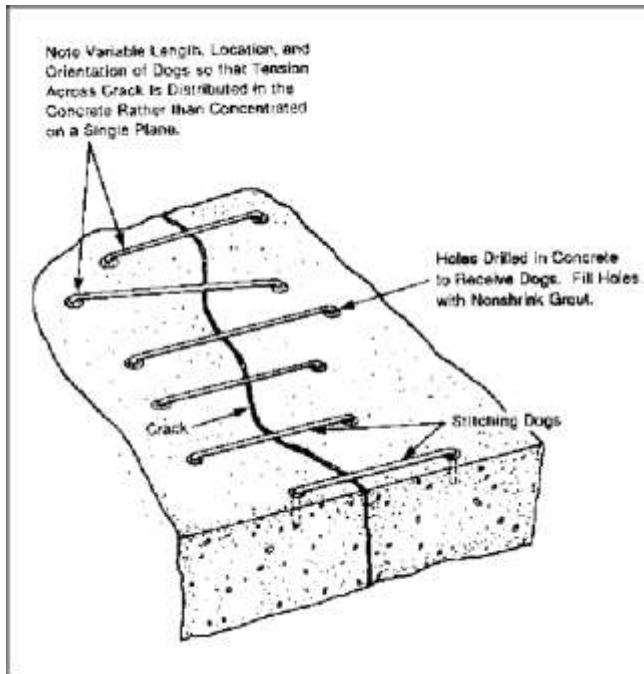 Note Variable Length, Location, and
Orientation of Dogs so that Tension
Across Crack is Distributed in the
Concrete Rather than Concentrated
on a Single Plane.
Holes Drilled in Concrete
to Receive Dogs. Fill Holes
with Nonshrink Grout.
Crack
Stitching Dogs